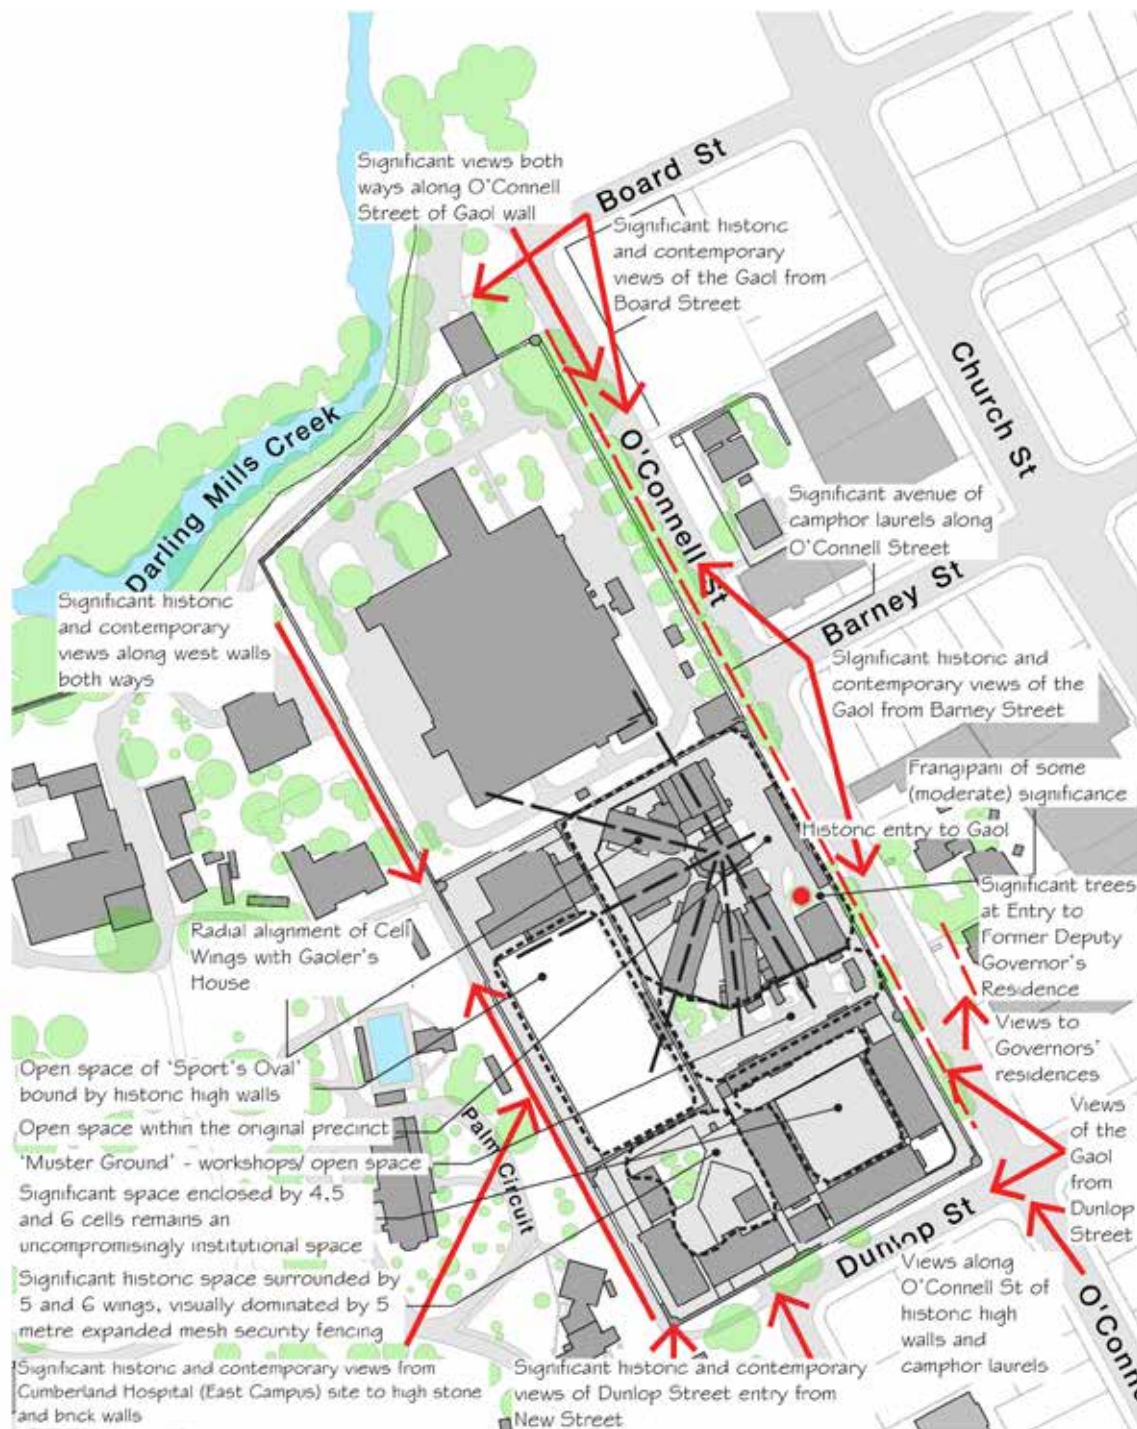 Significant views both
ways along O'Connell
Street of Gaol wall
Board St
Significant historic
and contemporary
views of the Gaol from
Board Street
Church St
Darling Mills Creek
O'Connell St
Significant avenue of
camphor laurels along
O'Connell Street
Barney St
Significant historic
and contemporary
views along west walls
both ways
Significant historic and
contemporary views of the
Gaol from Barney Street
Frangipani of some
(moderate) significance
Historic entry to Gaol
Significant trees
at Entry to
Former Deputy
Governor's
Residence
Radial alignment of Cell
Wings with Gaoler's
House
Views to
Governors'
residences
Open space of 'Sport's Oval'
bound by historic high walls
Open space within the original precinct
'Muster Ground' - workshops/ open space
Significant space enclosed by 4,5
and 6 cells remains an
uncompromisingly institutional space
Significant historic space surrounded by
5 and 6 wings, visually dominated by 5
metre expanded mesh security fencing
Palm Circuit
Views
of the
Gaol
from
Dunlop
Street
Dunlop St
Views along
O'Connell St of
historic high
walls and
camphor laurels
O'Conn
Significant historic and contemporary views from
Cumberland Hospital (East Campus) site to high stone
and brick walls
Significant historic and contemporary
views of Dunlop Street entry from
New Street